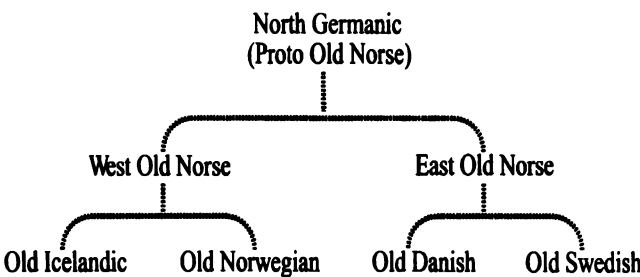 North Germanic
(Proto Old Norse)
West Old Norse
East Old Norse
Old Icelandic
Old Norwegian
Old Danish
Old Swedish